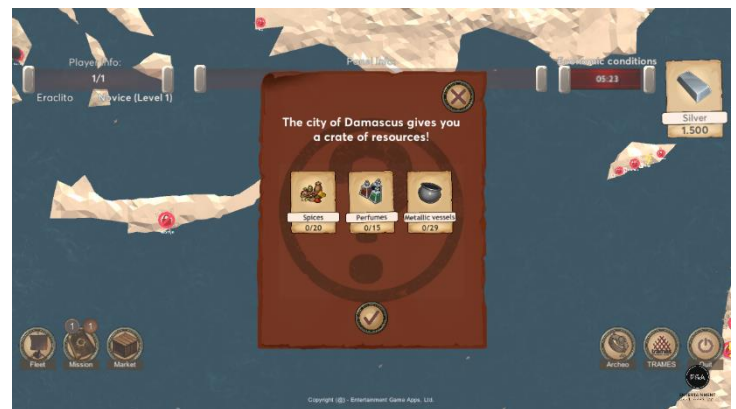 Player Info:
1/1
Eraclito Novice (Level 1)
conditions
05:23
Silver
1.500
The city of Damascus gives you
a crate of resources!
Spices
0/20
Perfumes
0/15
Metallic vessels
0/29
1 1
Fleet
Mission
Market
Archeo
TRAMES
Quit
Copyright (@) - Entertainment Game Apps, Ltd.